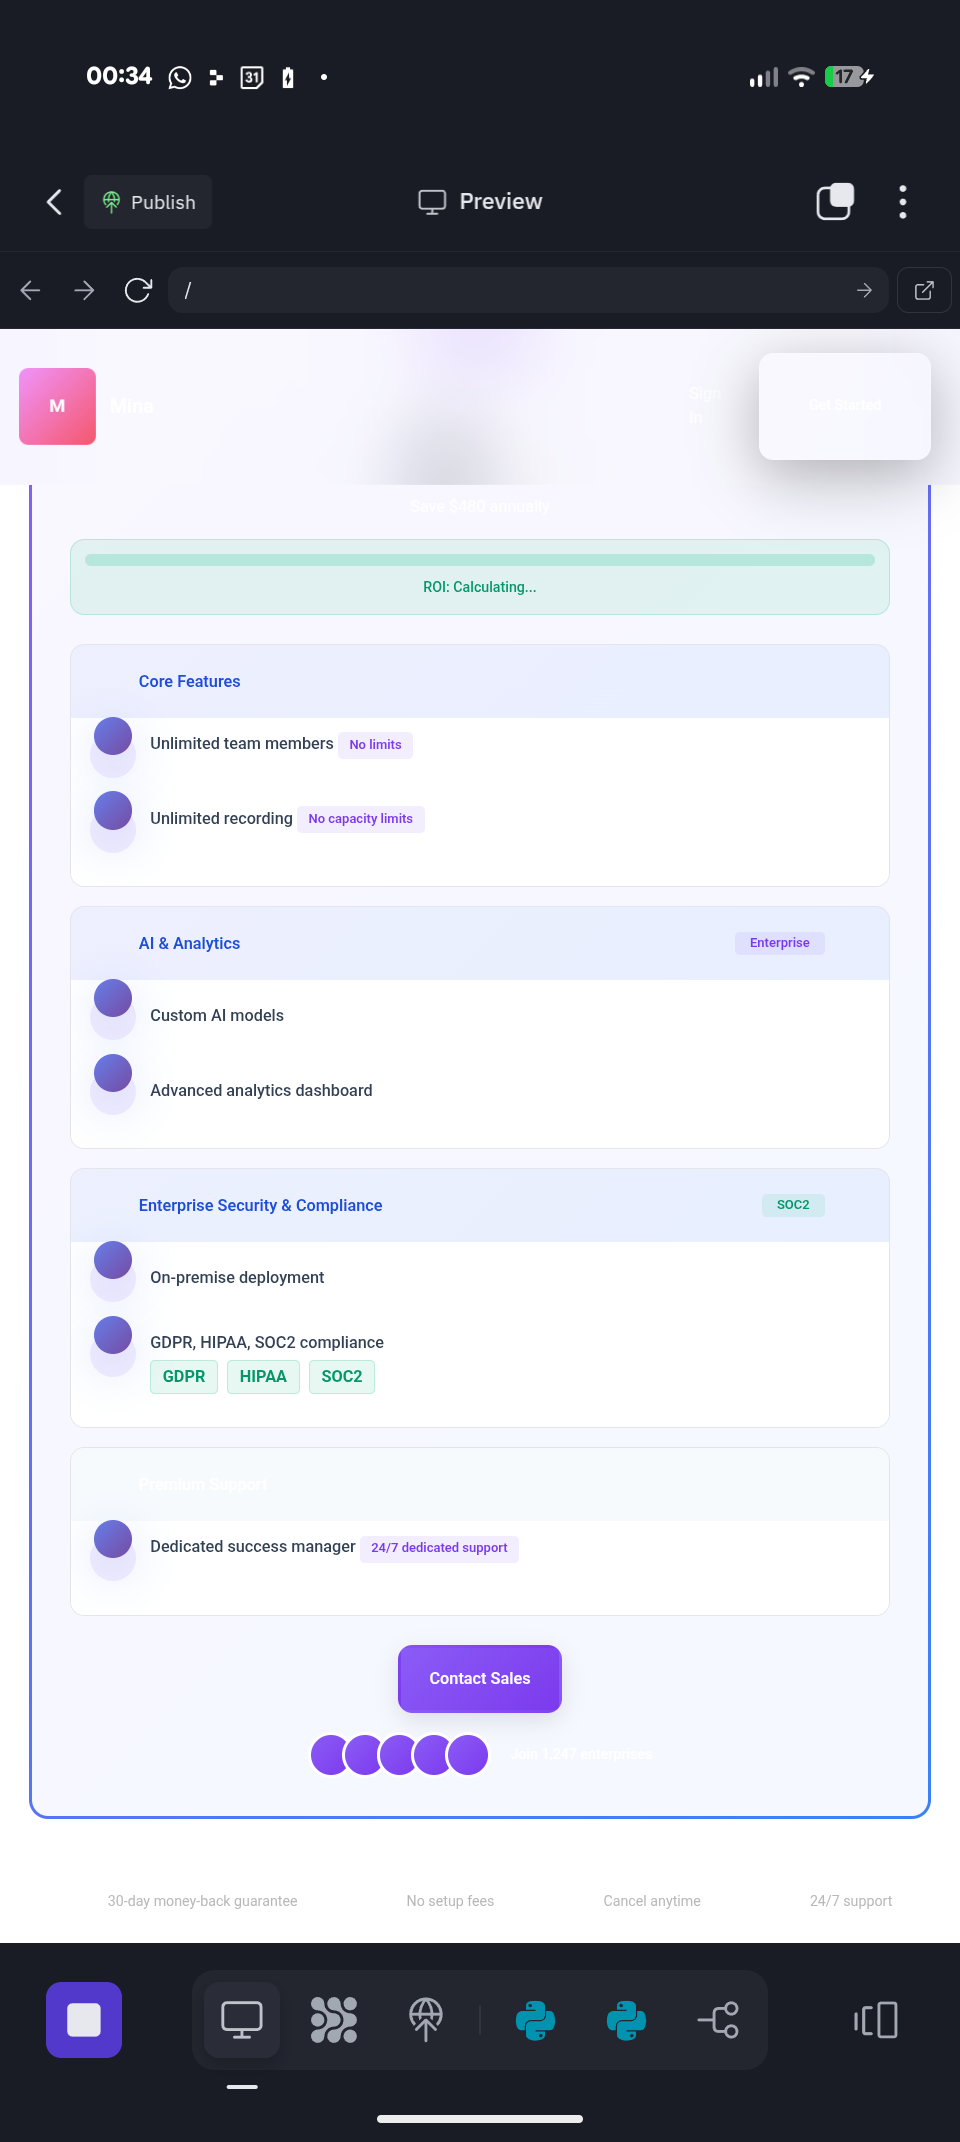 00:34
31
17
Publish
Preview
/
M
Mina
Sign
In
Get Started
Save $480 annually
ROI: Calculating...
Core Features
Unlimited team members No limits
Unlimited recording No capacity limits
AI & Analytics Enterprise
Custom AI models
Advanced analytics dashboard
Enterprise Security & Compliance SOC2
On-premise deployment
GDPR, HIPAA, SOC2 compliance
GDPR HIPAA SOC2
Premium Support
Dedicated success manager 24/7 dedicated support
Contact Sales
Join 1,247 enterprises
30-day money-back guarantee No setup fees Cancel anytime 24/7 support